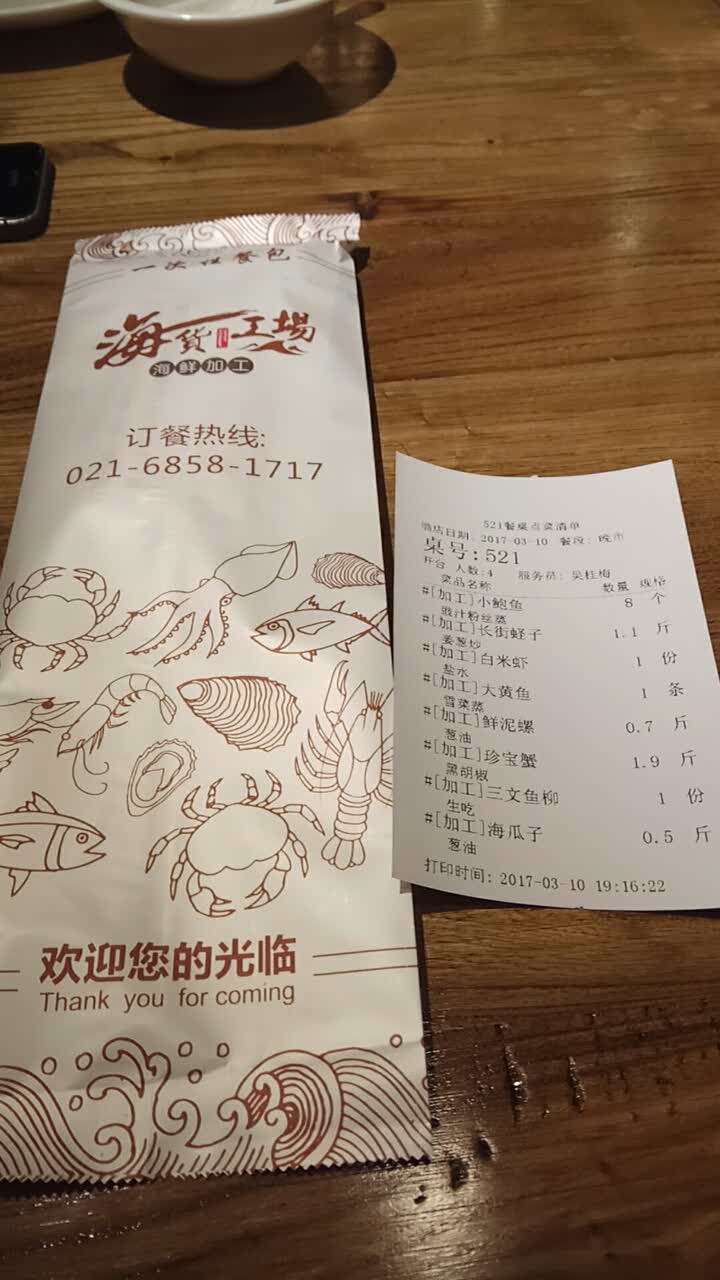 一次性餐包
海货工場
海鲜加工
订餐热线:
021-6858-1717
欢迎您的光临
Thank you for coming
521餐桌点菜清单
酒店日期: 2017-03-10 餐段: 晚市
桌号:521
开台 人数:4 服务员: 吴桂梅
菜品名称 数量 规格
#[加工]小鲍鱼 8 个
豉汁粉丝蒸
#[加工]长街蛏子 1.1 斤
姜葱炒
#[加工]白米虾 1 份
盐水
#[加工]大黄鱼 1 条
雪菜蒸
#[加工]鲜泥螺 0.7 斤
葱油
#[加工]珍宝蟹 1.9 斤
黑胡椒
#[加工]三文鱼柳 1 份
生吃
#[加工]海瓜子 0.5 斤
葱油
打印时间: 2017-03-10 19:16:22